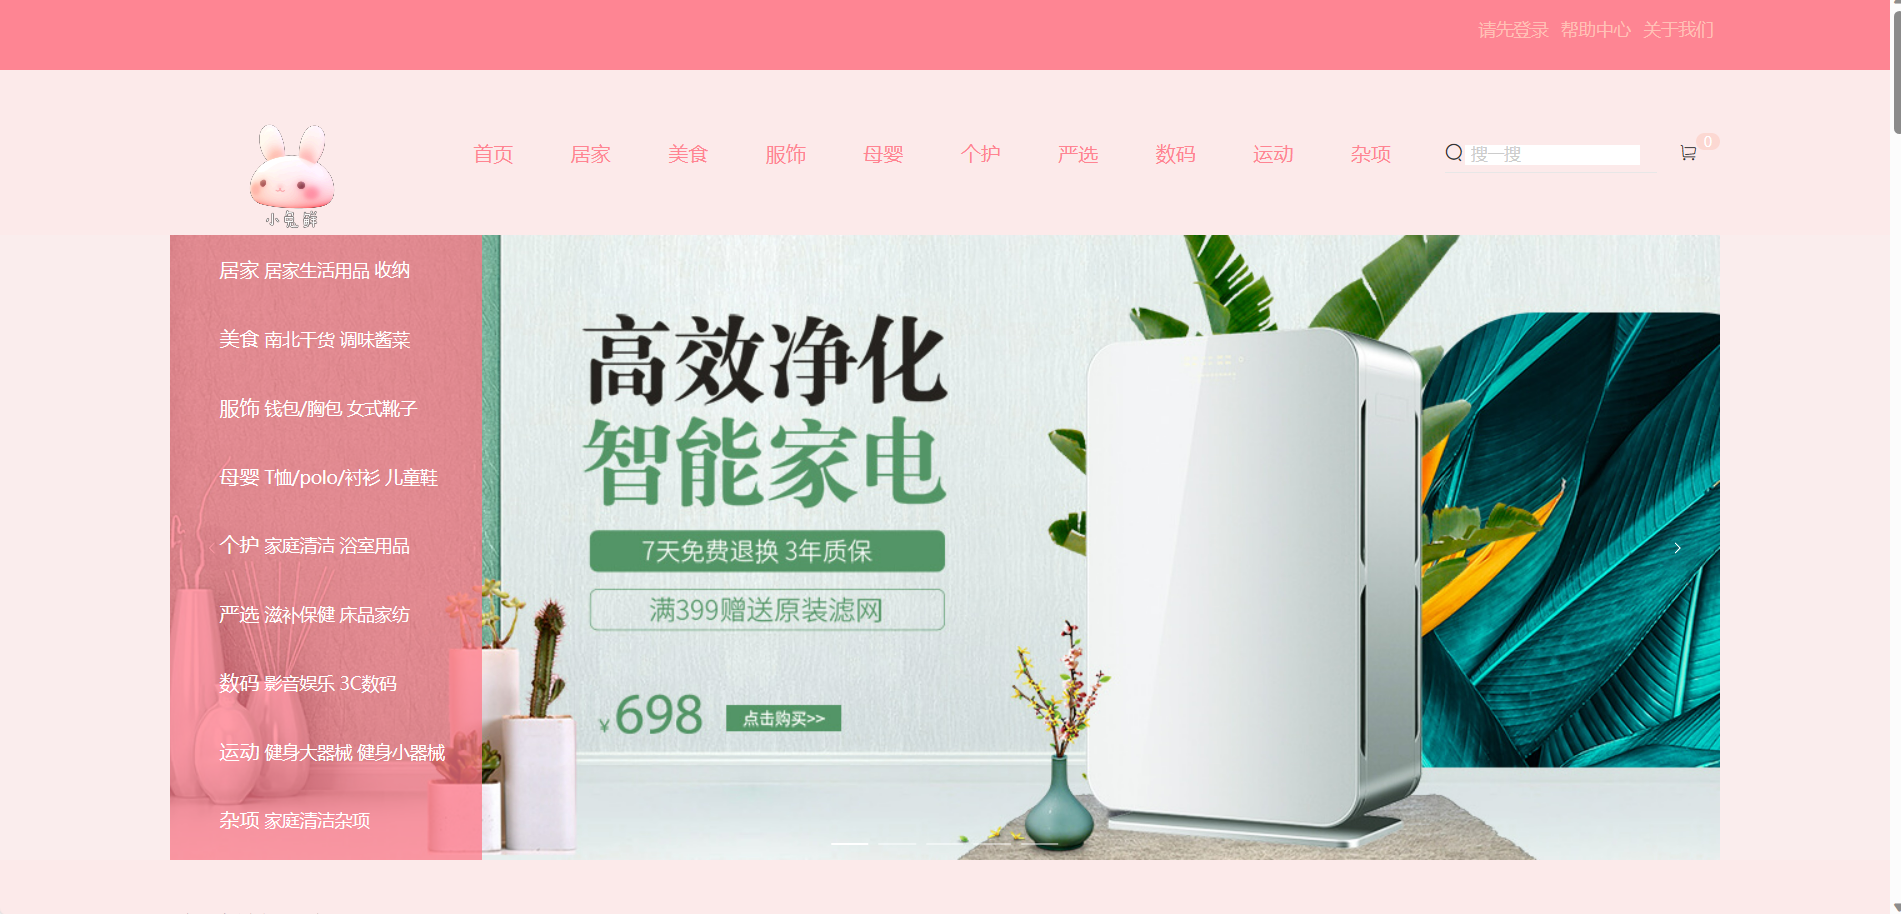 请先登录 帮助中心 关于我们
小兔鲜
首页 居家 美食 服饰 母婴 个护 严选 数码 运动 杂项 搜一搜 0
居家 居家生活用品 收纳
美食 南北干货 调味酱菜
服饰 钱包/胸包 女式靴子
母婴 T恤/polo/衬衫 儿童鞋
个护 家庭清洁 浴室用品
严选 滋补保健 床品家纺
数码 影音娱乐 3C数码
运动 健身大器械 健身小器械
杂项 家庭清洁杂项
高效净化
智能家电
7天免费退换 3年质保
满399赠送原装滤网
¥698 点击购买>>